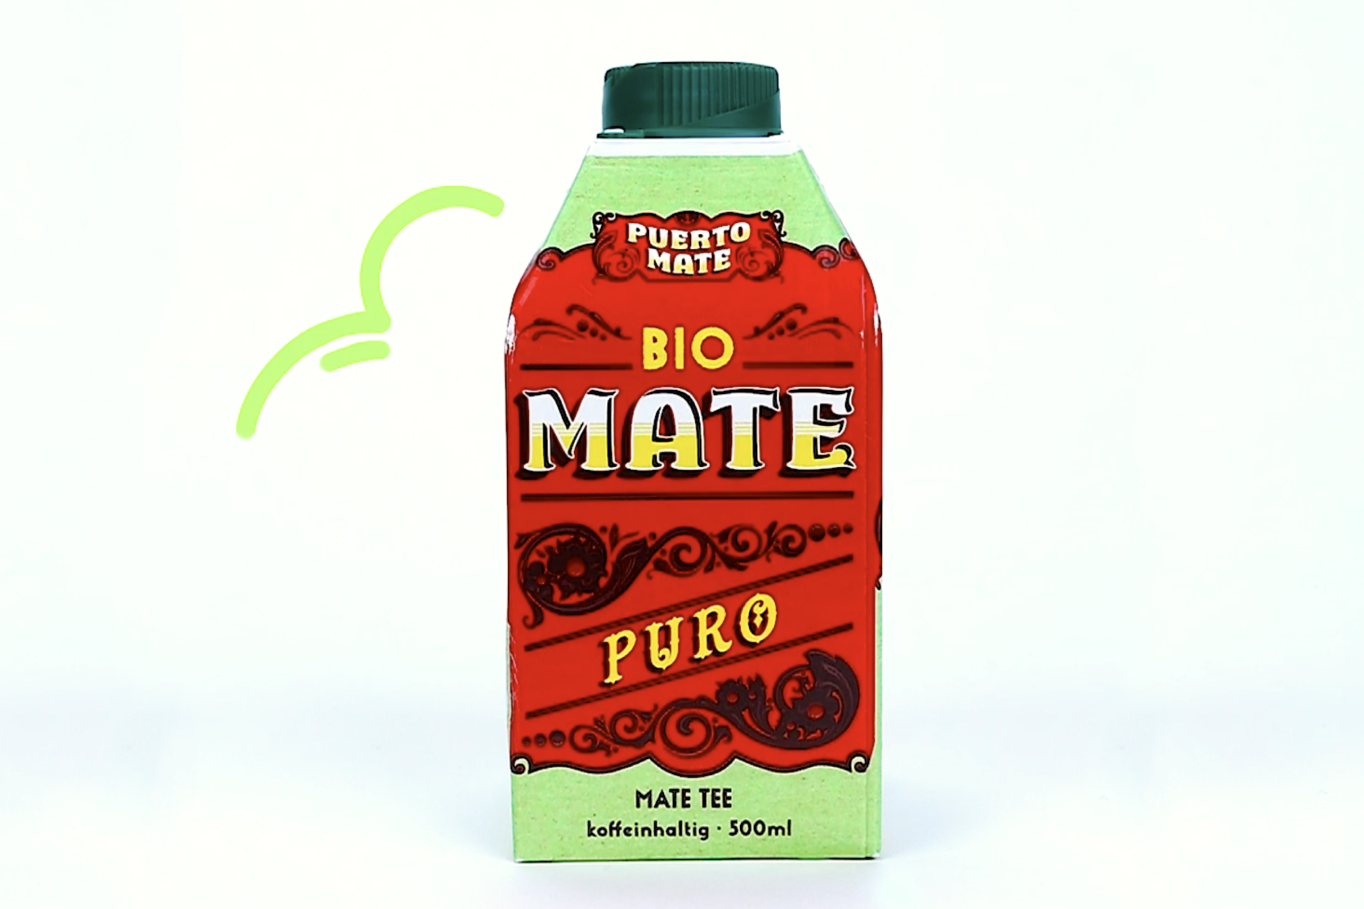 PUERTO
MATE
BIO
MATE
PURO
MATE TEE
koffeinhaltig · 500ml